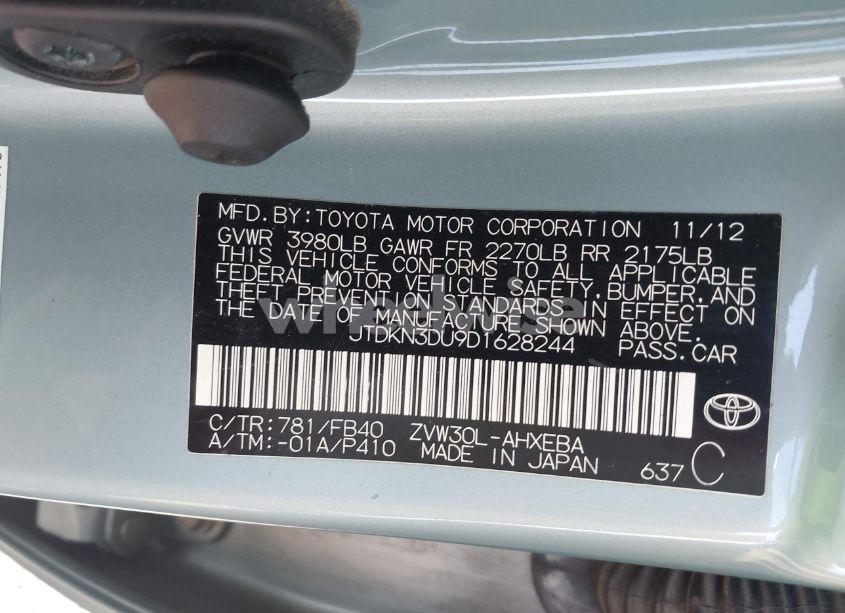 MFD.BY:TOYOTA MOTOR CORPORATION 11/12
GVWR 3980LB GAWR FR 2270LB RR 2175LB
THIS VEHICLE CONFORMS TO ALL APPLICABLE
FEDERAL MOTOR VEHICLE SAFETY,BUMPER,AND
THEFT PREVENTION STANDARDS IN EFFECT ON
THE DATE OF MANUFACTURE SHOWN ABOVE.
JTDKN3DU9D1628244 PASS.CAR
C/TR:781/FB40 ZVW30L-AHXEBA
A/TM:-01A/P410 MADE IN JAPAN 637 C